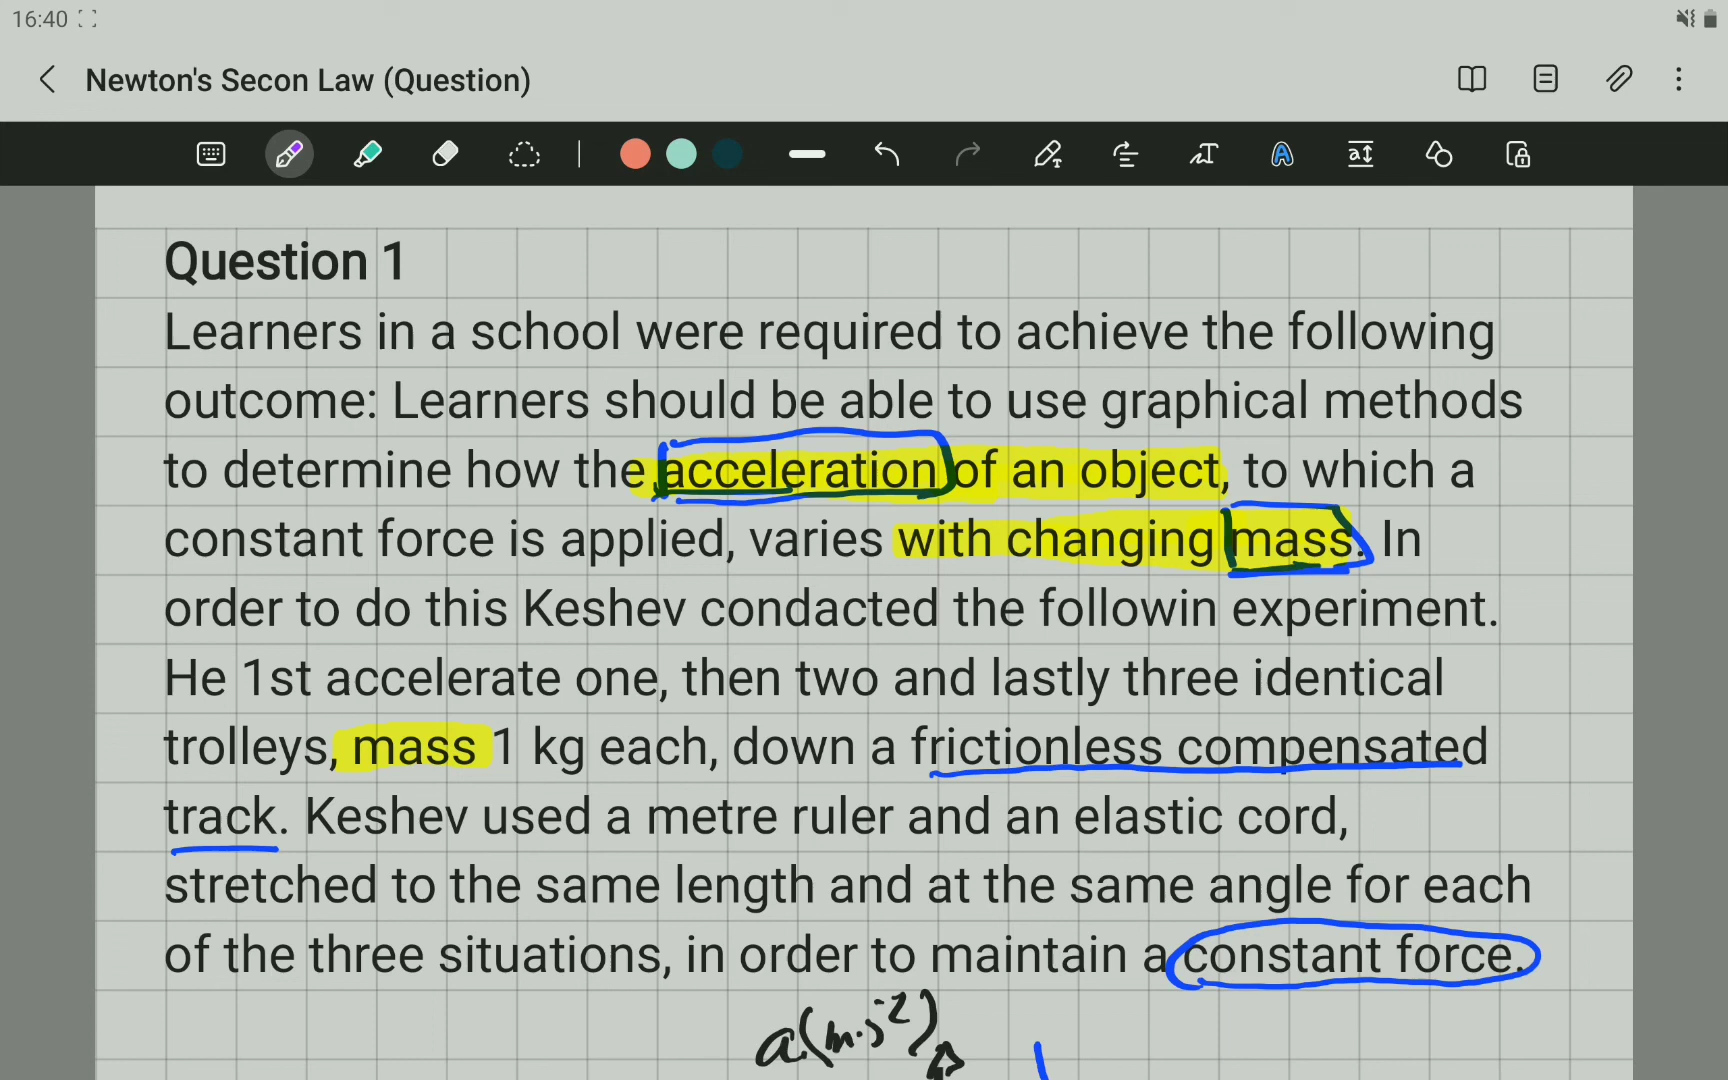 16:40
Newton's Secon Law (Question)
Question 1
Learners in a school were required to achieve the following
outcome: Learners should be able to use graphical methods
to determine how the acceleration of an object, to which a
constant force is applied, varies with changing mass. In
order to do this Keshev condacted the followin experiment.
He 1st accelerate one, then two and lastly three identical
trolleys, mass 1 kg each, down a frictionless compensated
track. Keshev used a metre ruler and an elastic cord,
stretched to the same length and at the same angle for each
of the three situations, in order to maintain a constant force.
a(m·s⁻²)